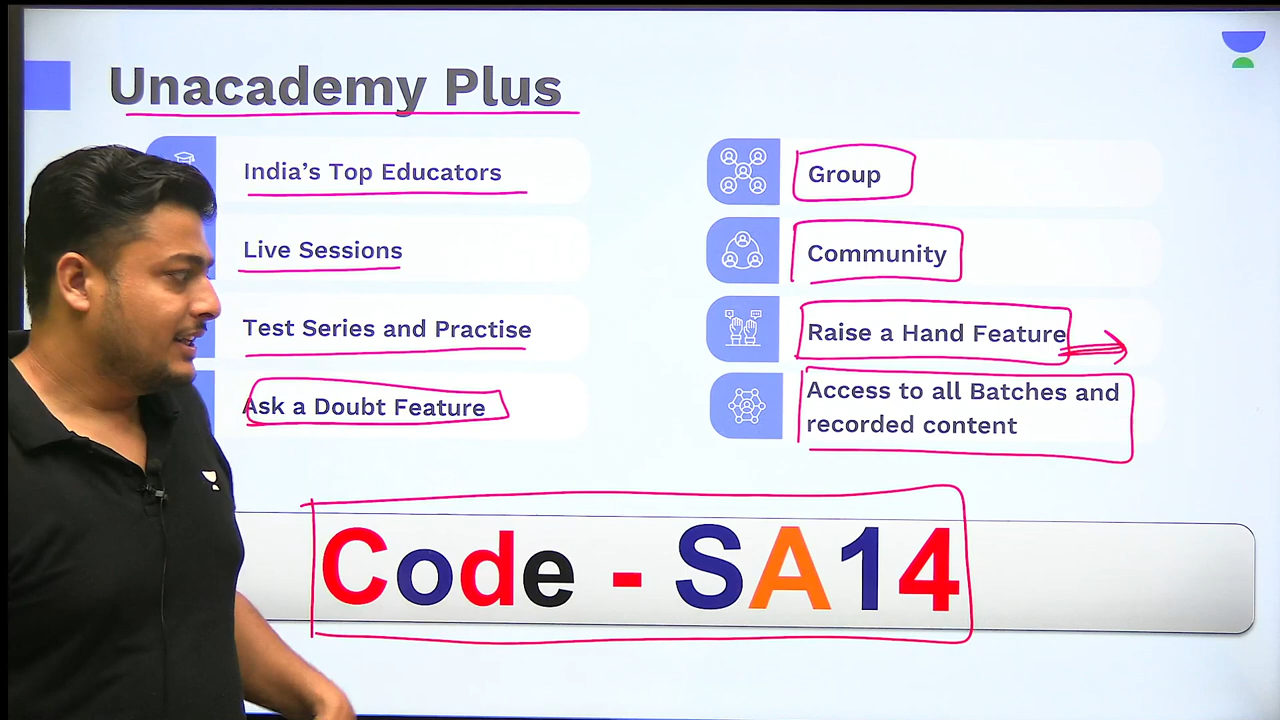 Unacademy Plus
India's Top Educators
Live Sessions
Test Series and Practise
Ask a Doubt Feature
Group
Community
Raise a Hand Feature
Access to all Batches and
recorded content
Code - SA14